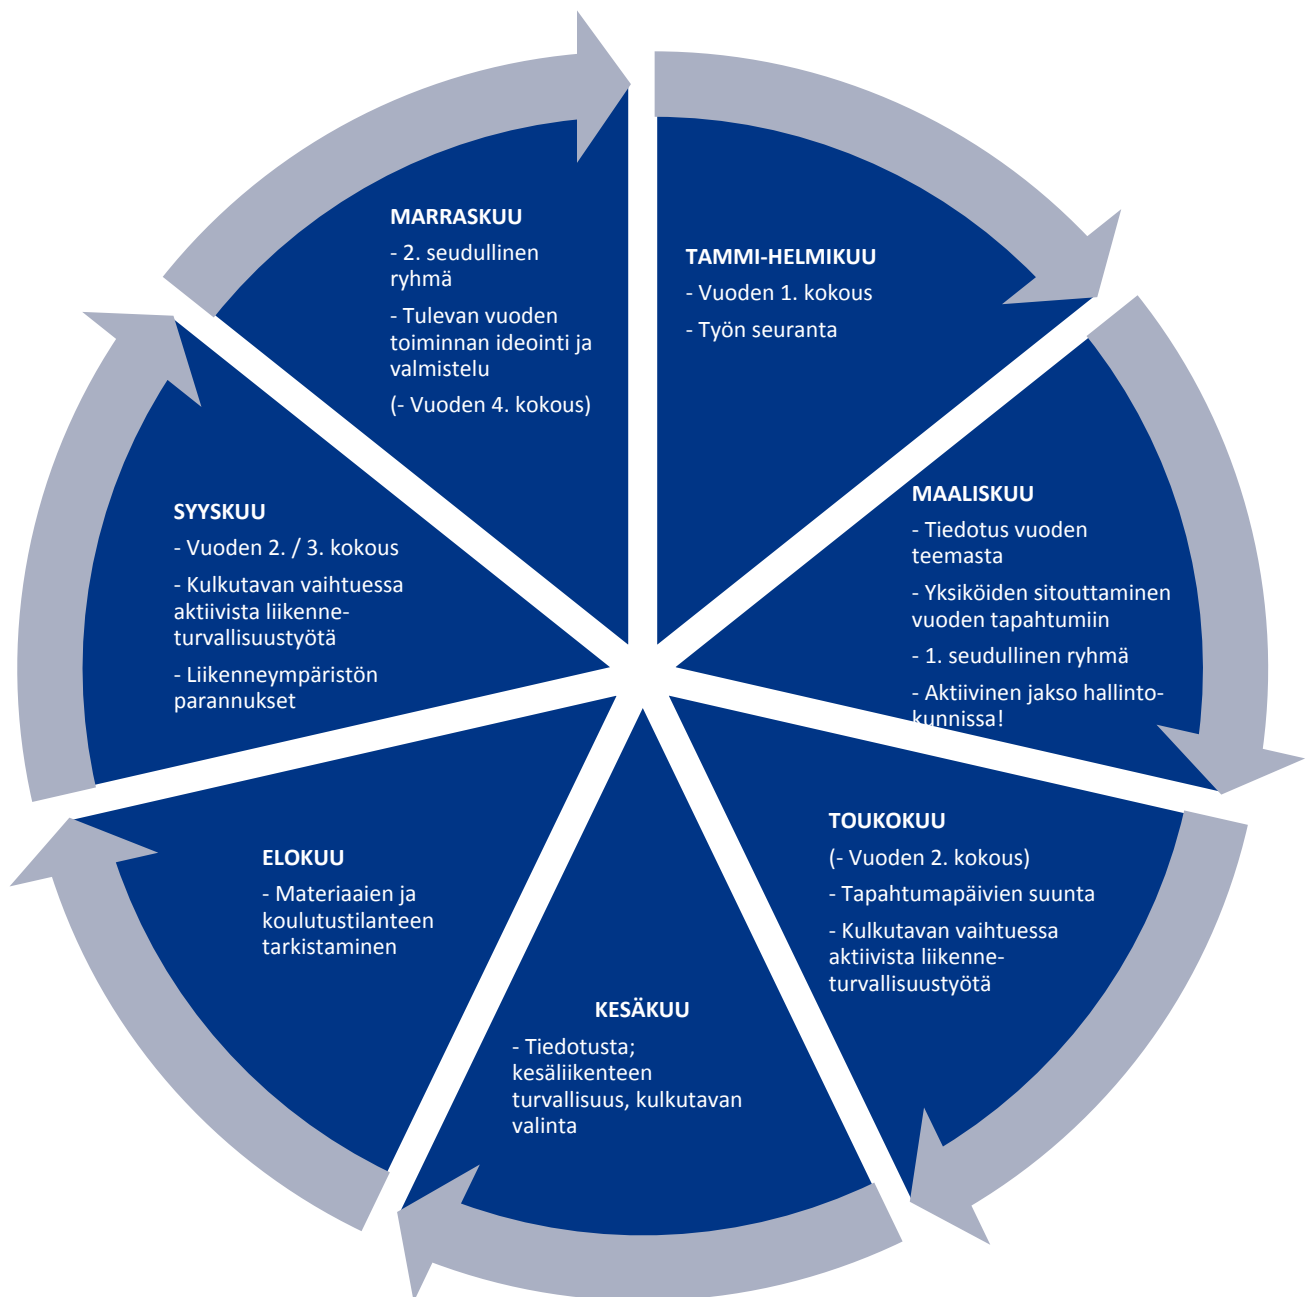 TAMMI-HELMIKUU
- Vuoden 1. kokous
- Työn seuranta
MAALISKUU
- Tiedotus vuoden
teemasta
- Yksiköiden sitouttaminen
vuoden tapahtumiin
- 1. seudullinen ryhmä
- Aktiivinen jakso hallinto-
kunnissa!
TOUKOKUU
(- Vuoden 2. kokous)
- Tapahtumapäivien suunta
- Kulkutavan vaihtuessa
aktiivista liikenne-
turvallisuustyötä
KESÄKUU
- Tiedotusta;
kesäliikenteen
turvallisuus, kulkutavan
valinta
ELOKUU
- Materiaaien ja
koulutustilanteen
tarkistaminen
SYYSKUU
- Vuoden 2. / 3. kokous
- Kulkutavan vaihtuessa
aktiivista liikenne-
turvallisuustyötä
- Liikenneympäristön
parannukset
MARRASKUU
- 2. seudullinen
ryhmä
- Tulevan vuoden
toiminnan ideointi ja
valmistelu
(- Vuoden 4. kokous)